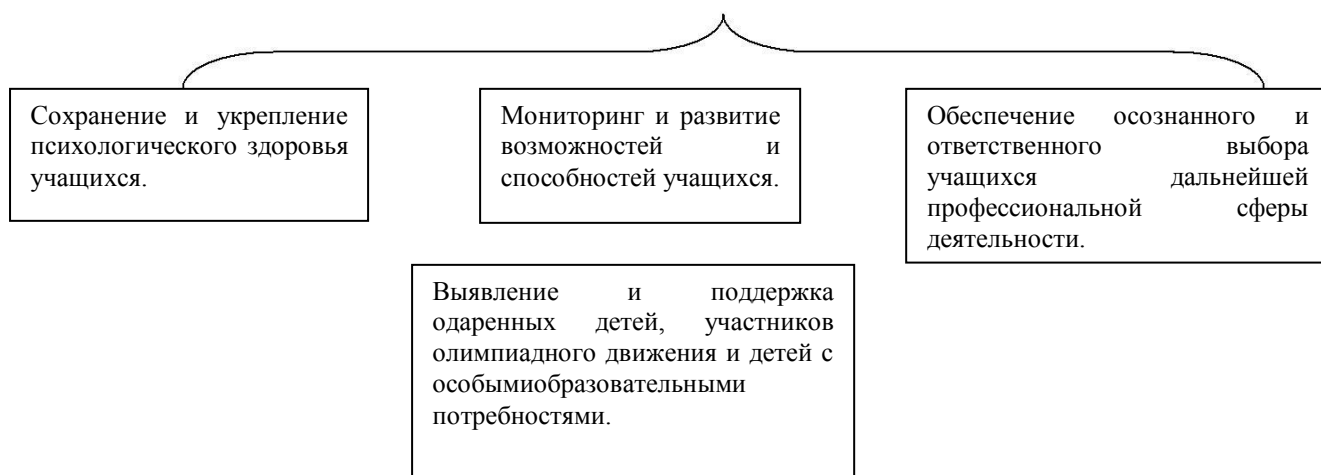 Сохранение и укрепление
психологического здоровья
учащихся.
Мониторинг и развитие
возможностей и
способностей учащихся.
Обеспечение осознанного и
ответственного выбора
учащихся дальнейшей
профессиональной сферы
деятельности.
Выявление и поддержка
одаренных детей, участников
олимпиадного движения и детей с
особымиобразовательными
потребностями.